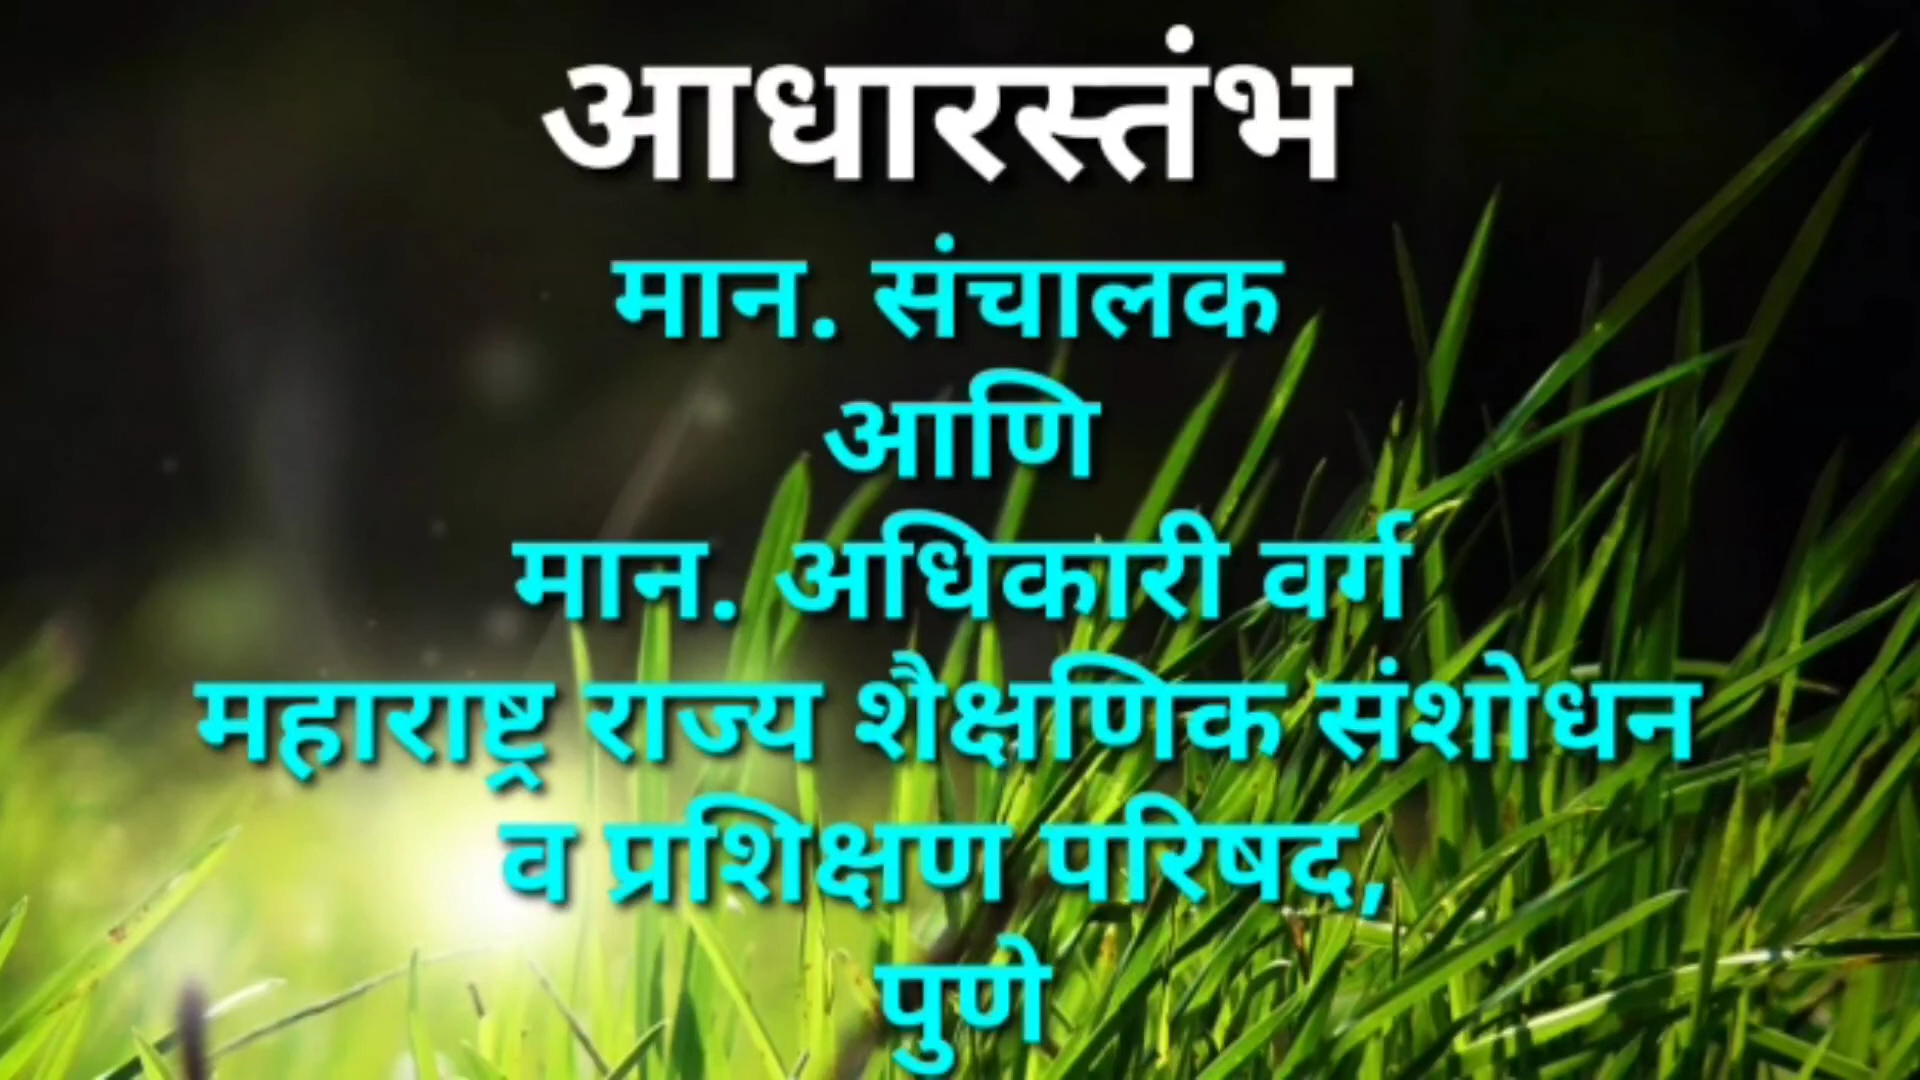 आधारस्तंभ
मान. संचालक
आणि
मान. अधिकारी वर्ग
महाराष्ट्र राज्य शैक्षणिक संशोधन
व प्रशिक्षण परिषद,
पुणे